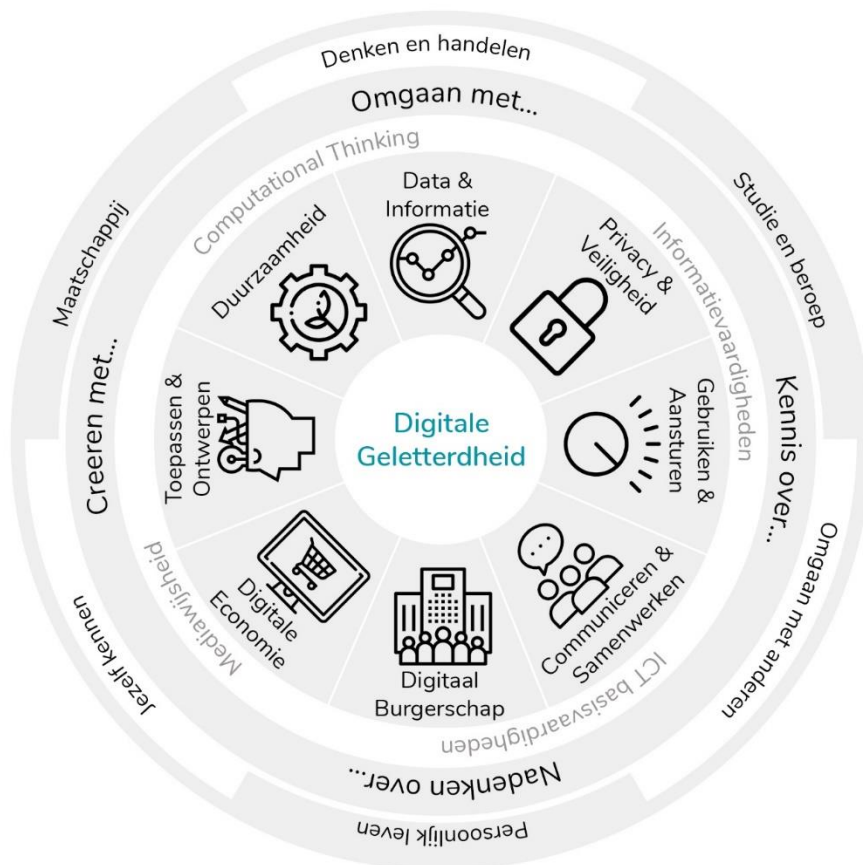 Denken en handelen
Omgaan met...
Computational Thinking
Data &
Informatie
Privacy &
Veiligheid
Informatievaardigheden
Studie en beroep
Maatschappij
Duurzaamheid
Creeren met...
Toepassen &
Ontwerpen
Digitale
Geletterdheid
Gebruiken &
Aansturen
Kennis over...
Mediawijsheid
Digitale
Economie
Digitaal
Burgerschap
Communiceren &
Samenwerken
ICT basisvaardigheden
Omgaan met anderen
Jezelf kennen
Nadenken over...
Persoonlijk leven